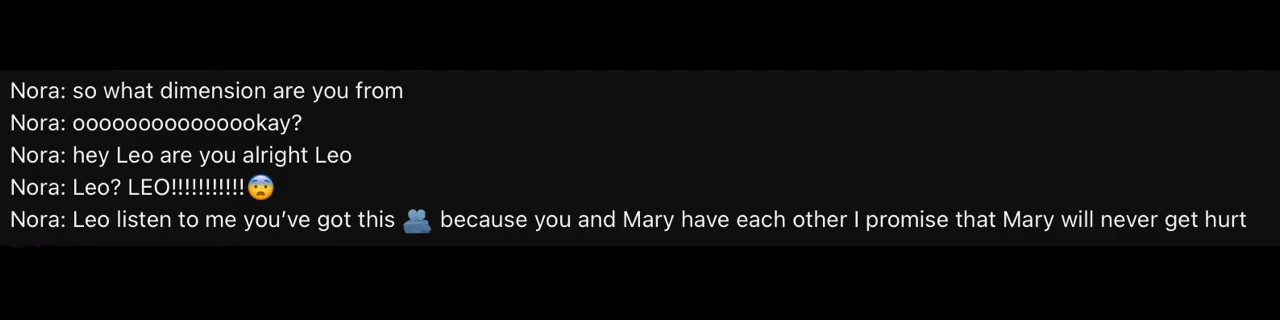 Nora: so what dimension are you from
Nora: oooooooooooooookay?
Nora: hey Leo are you alright Leo
Nora: Leo? LEO!!!!!!!!!!!😨
Nora: Leo listen to me you’ve got this 🫂 because you and Mary have each other I promise that Mary will never get hurt